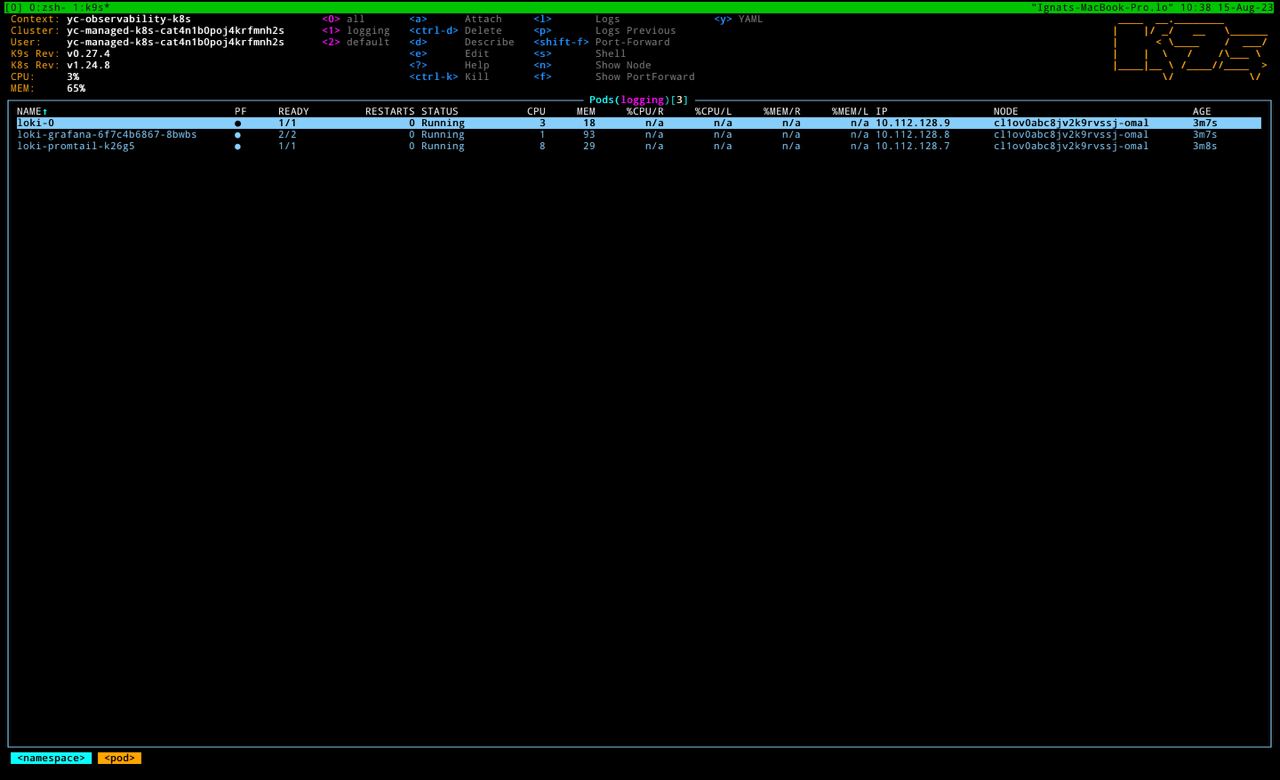 [0] 0:zsh- 1:k9s* "Ignats-MacBook-Pro.lo" 10:38 15-Aug-23
Context: yc-observability-k8s <0> all <a> Attach <l> Logs <y> YAML
Cluster: yc-managed-k8s-cat4n1b0poj4krfmnh2s <1> logging <ctrl-d> Delete <p> Logs Previous
User: yc-managed-k8s-cat4n1b0poj4krfmnh2s <2> default <d> Describe <shift-f> Port-Forward
K9s Rev: v0.27.4 <e> Edit <s> Shell
K8s Rev: v1.24.8 <?> Help <n> Show Node
CPU: 3% <ctrl-k> Kill <f> Show PortForward
MEM: 65%
Pods(logging)[3]
NAME↑ PF READY RESTARTS STATUS CPU MEM %CPU/R %CPU/L %MEM/R %MEM/L IP NODE AGE
loki-0 ● 1/1 0 Running 3 18 n/a n/a n/a n/a 10.112.128.9 cl1ov0abc8jv2k9rvssj-omal 3m7s
loki-grafana-6f7c4b6867-8bwbs ● 2/2 0 Running 1 93 n/a n/a n/a n/a 10.112.128.8 cl1ov0abc8jv2k9rvssj-omal 3m7s
loki-promtail-k26g5 ● 1/1 0 Running 8 29 n/a n/a n/a n/a 10.112.128.7 cl1ov0abc8jv2k9rvssj-omal 3m8s
<namespace> <pod>